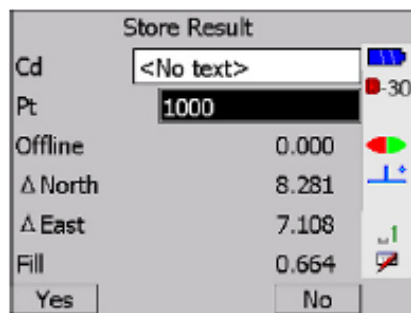 Store Result
Cd <No text>
-30
Pt 1000
Offline 0.000
Δ North 8.281
Δ East 7.108
1
Fill 0.664
Yes No